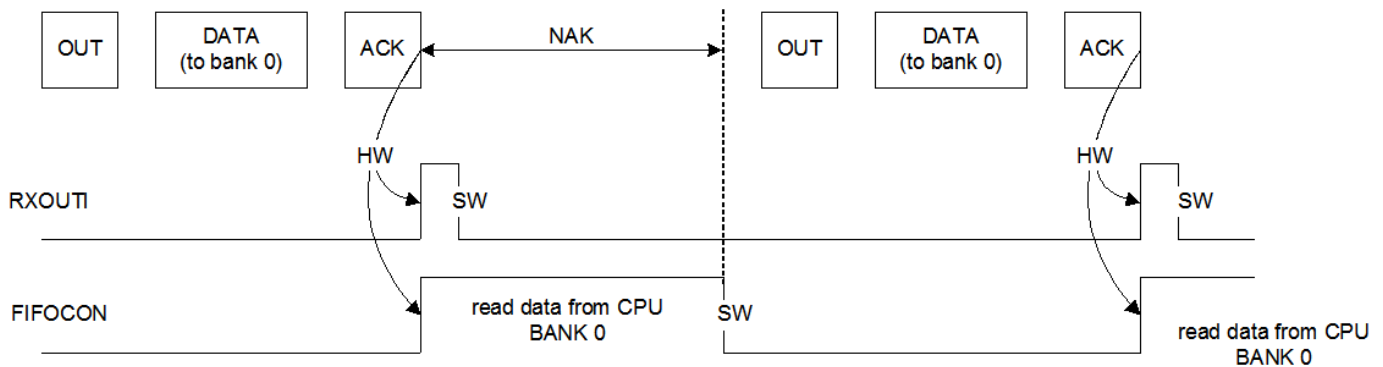 OUT
DATA
(to bank 0)
ACK
NAK
OUT
DATA
(to bank 0)
ACK
HW
HW
RXOUTI
SW
SW
FIFOCON
read data from CPU
BANK 0
SW
read data from CPU
BANK 0